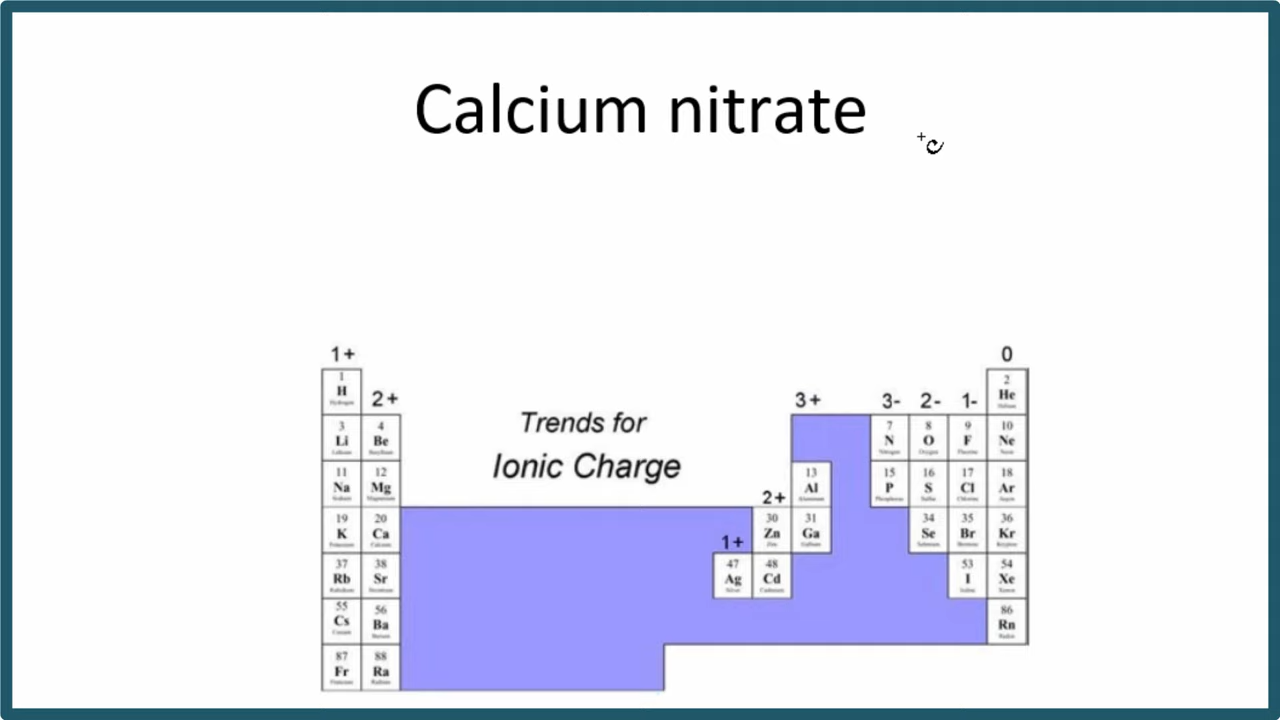 Calcium nitrate
1+ 0
1 2
H 2+ 3+ 3- 2- 1- He
Hydrogen Helium
3 4 Trends for 7 8 9 10
Li Be N O F Ne
Lithium Beryllium Nitrogen Oxygen Fluorine Neon
11 12 Ionic Charge 13 15 16 17 18
Na Mg Al P S Cl Ar
Sodium Magnesium 2+ Aluminum Phosphorus Sulfur Chlorine Argon
19 20 30 31 34 35 36
K Ca 1+ Zn Ga Se Br Kr
Potassium Calcium Zinc Gallium Selenium Bromine Krypton
37 38 47 48 53 54
Rb Sr Ag Cd I Xe
Rubidium Strontium Silver Cadmium Iodine Xenon
55 56 86
Cs Ba Rn
Cesium Barium Radon
87 88
Fr Ra
Francium Radium